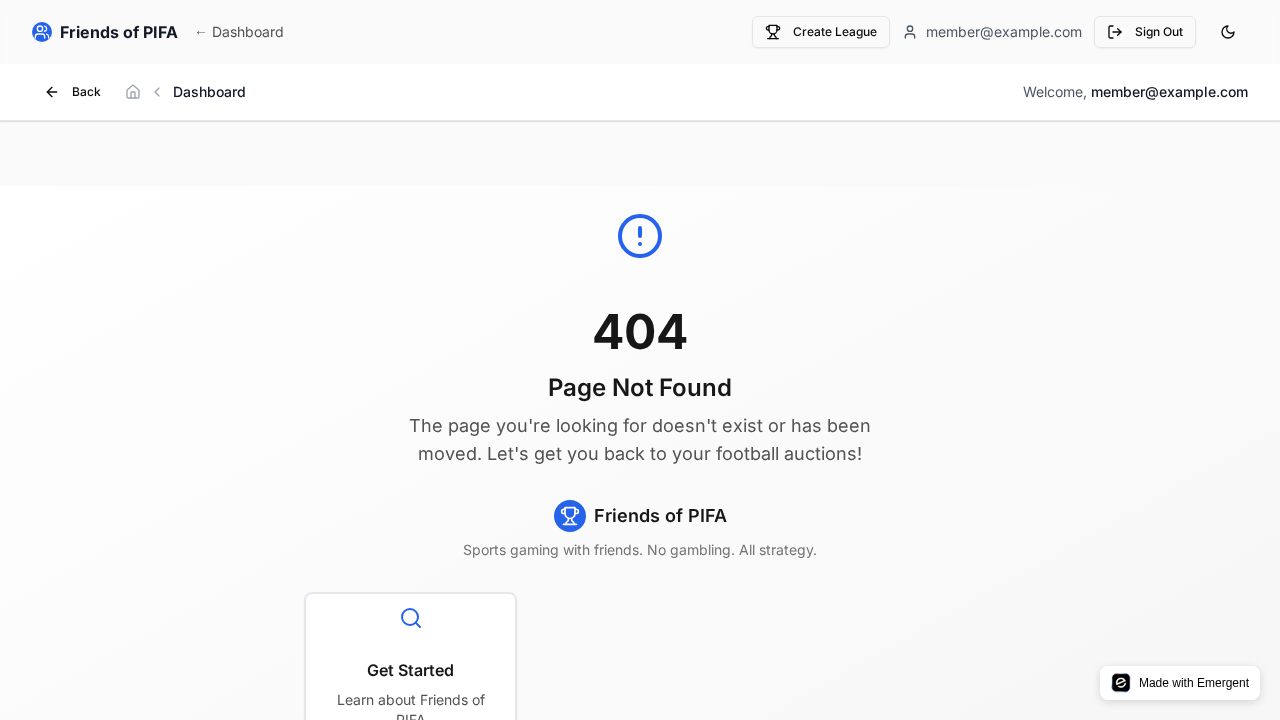 Friends of PIFA
← Dashboard
Create League
member@example.com
Sign Out
Back
Dashboard
Welcome, member@example.com
404
Page Not Found
The page you're looking for doesn't exist or has been
moved. Let's get you back to your football auctions!
Friends of PIFA
Sports gaming with friends. No gambling. All strategy.
Get Started
Learn about Friends of
PIFA
Made with Emergent